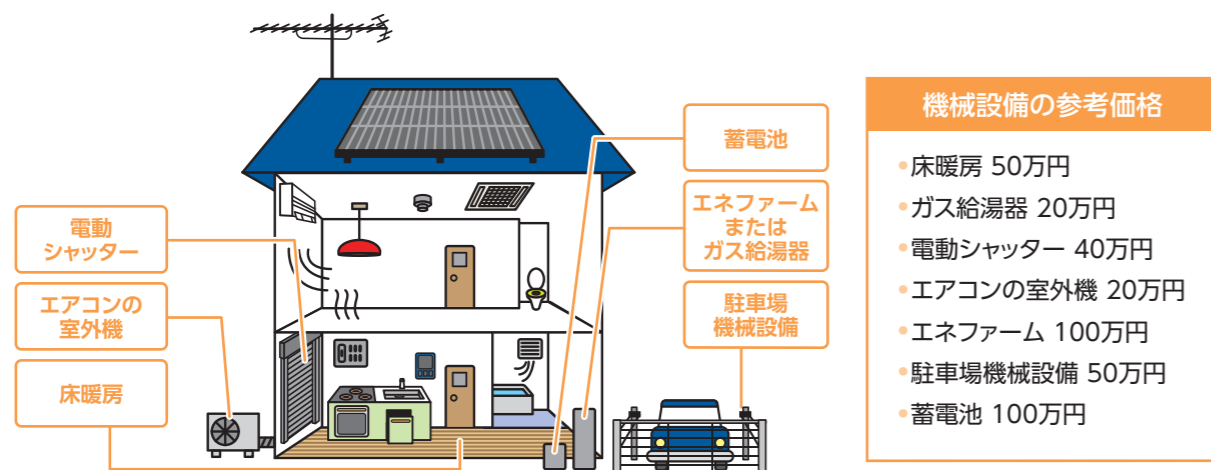 電動
シャッター
エアコンの
室外機
床暖房
蓄電池
エネファーム
または
ガス給湯器
駐車場
機械設備
機械設備の参考価格
•床暖房 50万円
•ガス給湯器 20万円
•電動シャッター 40万円
•エアコンの室外機 20万円
•エネファーム 100万円
•駐車場機械設備 50万円
•蓄電池 100万円